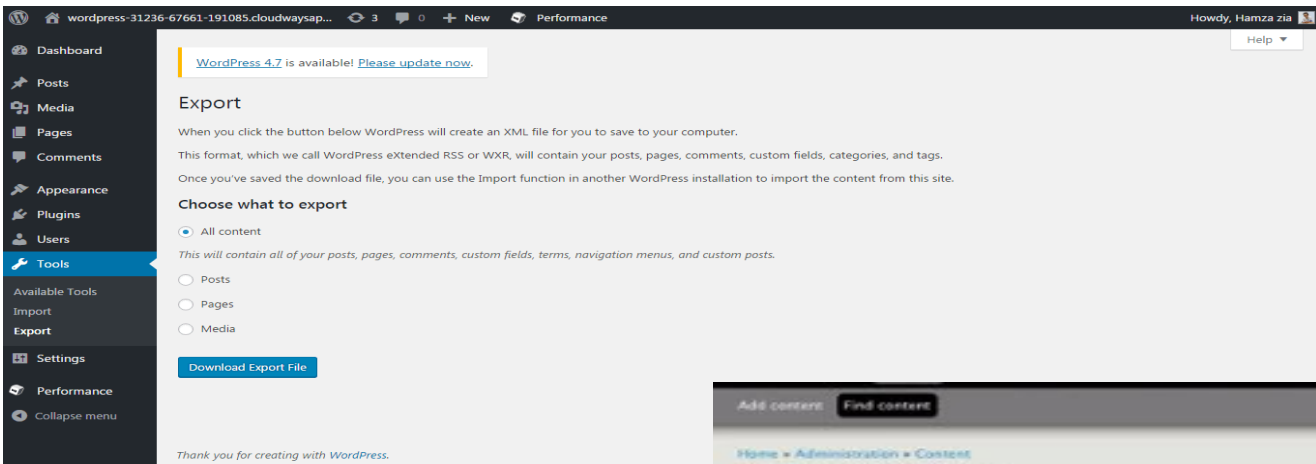 wordpress-31236-67661-191085.cloudwaysap... 3 0 + New Performance Howdy, Hamza zia
Help
Dashboard
Posts
Media
Pages
Comments
Appearance
Plugins
Users
Tools
Available Tools
Import
Export
Settings
Performance
Collapse menu
WordPress 4.7 is available! Please update now.
Export
When you click the button below WordPress will create an XML file for you to save to your computer.
This format, which we call WordPress eXtended RSS or WXR, will contain your posts, pages, comments, custom fields, categories, and tags.
Once you've saved the download file, you can use the Import function in another WordPress installation to import the content from this site.
Choose what to export
All content
This will contain all of your posts, pages, comments, custom fields, terms, navigation menus, and custom posts.
Posts
Pages
Media
Download Export File
Thank you for creating with WordPress.
Add content Find content
Home » Administration » Content